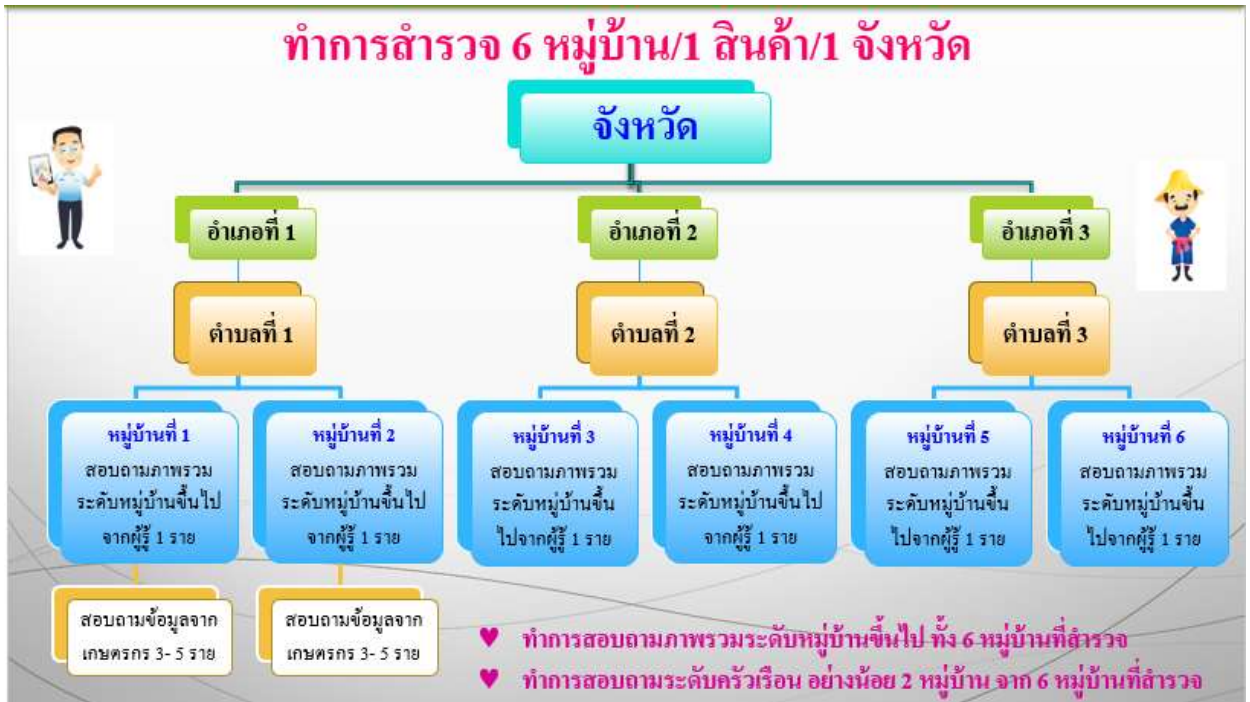 ทำการสำรวจ 6 หมู่บ้าน/1 สินค้า/1 จังหวัด
จังหวัด
อำเภอที่ 1
อำเภอที่ 2
อำเภอที่ 3
ตำบลที่ 1
ตำบลที่ 2
ตำบลที่ 3
หมู่บ้านที่ 1
สอบถามภาพรวม
ระดับหมู่บ้านขึ้นไป
จากผู้รู้ 1 ราย
หมู่บ้านที่ 2
สอบถามภาพรวม
ระดับหมู่บ้านขึ้นไป
จากผู้รู้ 1 ราย
หมู่บ้านที่ 3
สอบถามภาพรวม
ระดับหมู่บ้านขึ้น
ไปจากผู้รู้ 1 ราย
หมู่บ้านที่ 4
สอบถามภาพรวม
ระดับหมู่บ้านขึ้นไป
จากผู้รู้ 1 ราย
หมู่บ้านที่ 5
สอบถามภาพรวม
ระดับหมู่บ้านขึ้น
ไปจากผู้รู้ 1 ราย
หมู่บ้านที่ 6
สอบถามภาพรวม
ระดับหมู่บ้านขึ้น
ไปจากผู้รู้ 1 ราย
สอบถามข้อมูลจาก
เกษตรกร 3- 5 ราย
สอบถามข้อมูลจาก
เกษตรกร 3- 5 ราย
♥ ทำการสอบถามภาพรวมระดับหมู่บ้านขึ้นไป ทั้ง 6 หมู่บ้านที่สำรวจ
♥ ทำการสอบถามระดับครัวเรือน อย่างน้อย 2 หมู่บ้าน จาก 6 หมู่บ้านที่สำรวจ